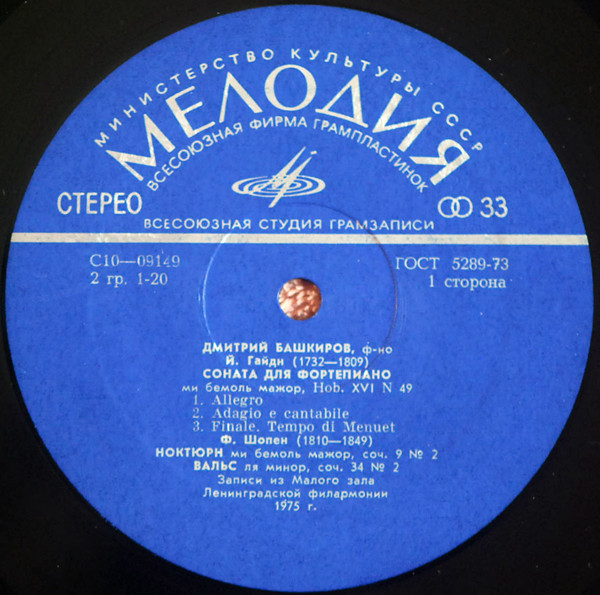 МИНИСТЕРСТВО КУЛЬТУРЫ СССР
МЕЛОДИЯ
ВСЕСОЮЗНАЯ ФИРМА ГРАМПЛАСТИНОК
СТЕРЕО
33
ВСЕСОЮЗНАЯ СТУДИЯ ГРАМЗАПИСИ
С10—09149
ГОСТ 5289-73
2 гр. 1-20
1 сторона
ДМИТРИЙ БАШКИРОВ, ф-но
Й. Гайдн (1732—1809)
СОНАТА ДЛЯ ФОРТЕПИАНО
ми бемоль мажор, Hob. XVI N 49
1. Allegro
2. Adagio e cantabile
3. Finale. Tempo di Menuet
Ф. Шопен (1810—1849)
НОКТЮРН ми бемоль мажор, соч. 9 № 2
ВАЛЬС ля минор, соч. 34 № 2
Записи из Малого зала
Ленинградской филармонии
1975 г.